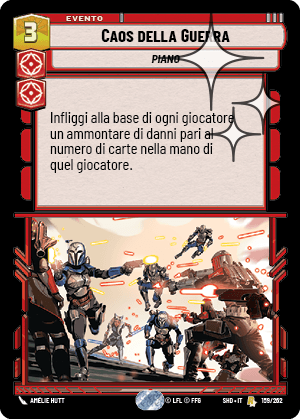 3
EVENTO
Caos della Guerra
PIANO
Infliggi alla base di ogni giocatore
un ammontare di danni pari al
numero di carte nella mano di
quel giocatore.
AMÉLIE HUTT
© LFL © FFG
SHD • IT
159/262